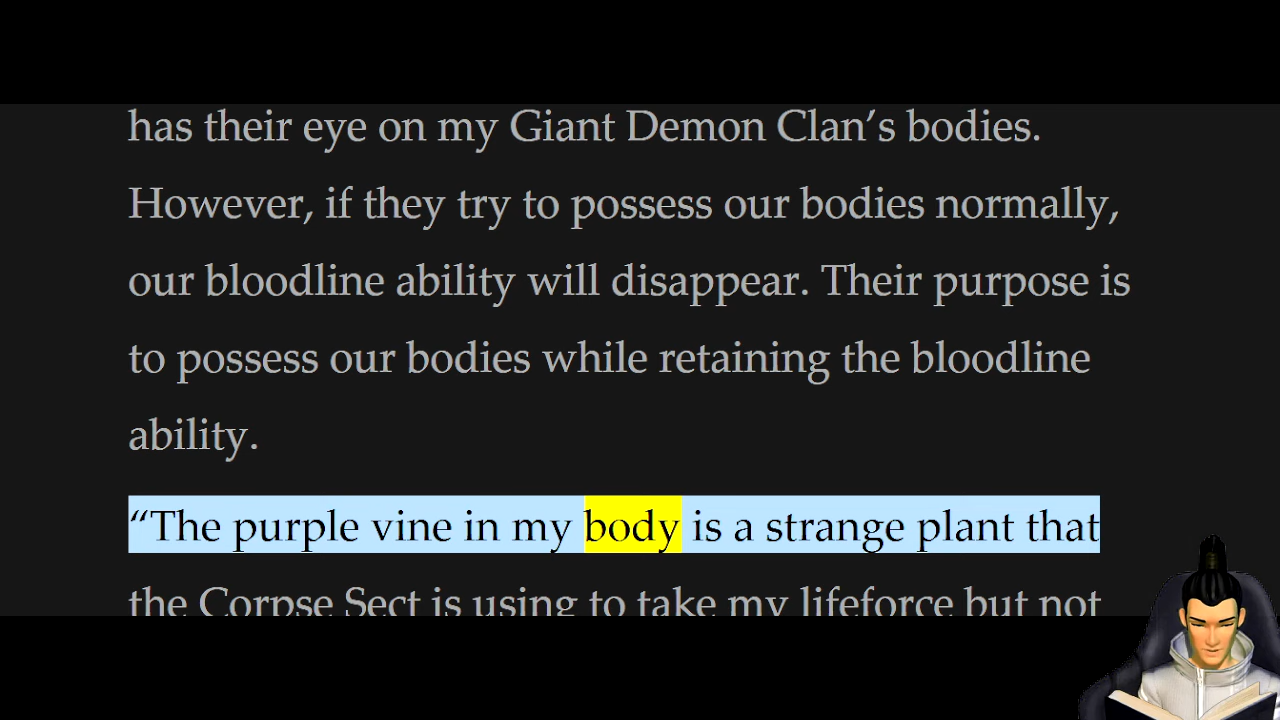 has their eye on my Giant Demon Clan’s bodies.
However, if they try to possess our bodies normally,
our bloodline ability will disappear. Their purpose is
to possess our bodies while retaining the bloodline
ability.
“The purple vine in my body is a strange plant that
the Corpse Sect is using to take my lifeforce but not